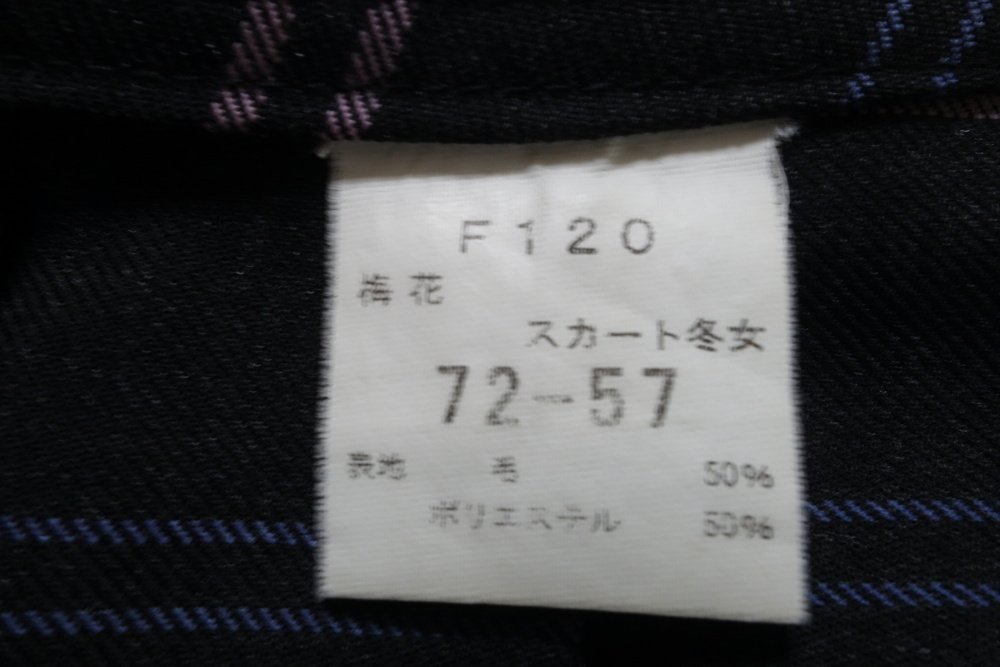 F120
梅花
スカート冬女
72-57
表地 毛 50%
ポリエステル 50%